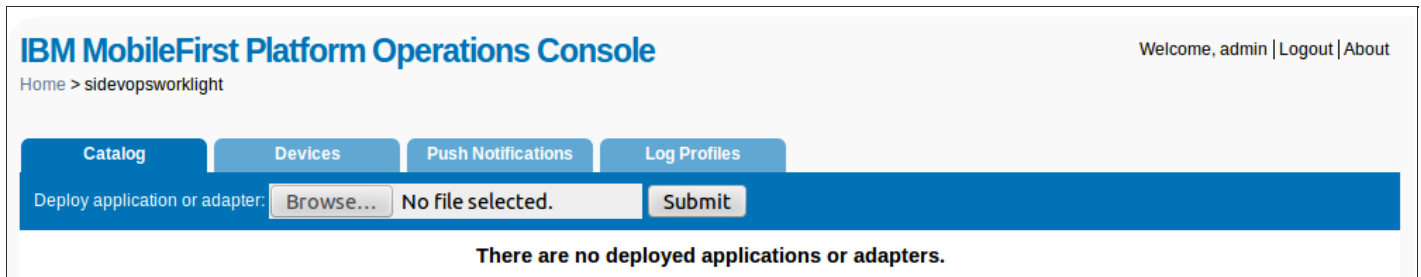 IBM MobileFirst Platform Operations Console
Welcome, admin | Logout | About
Home > sidevopsworklight
Catalog Devices Push Notifications Log Profiles
Deploy application or adapter: Browse... No file selected. Submit
There are no deployed applications or adapters.